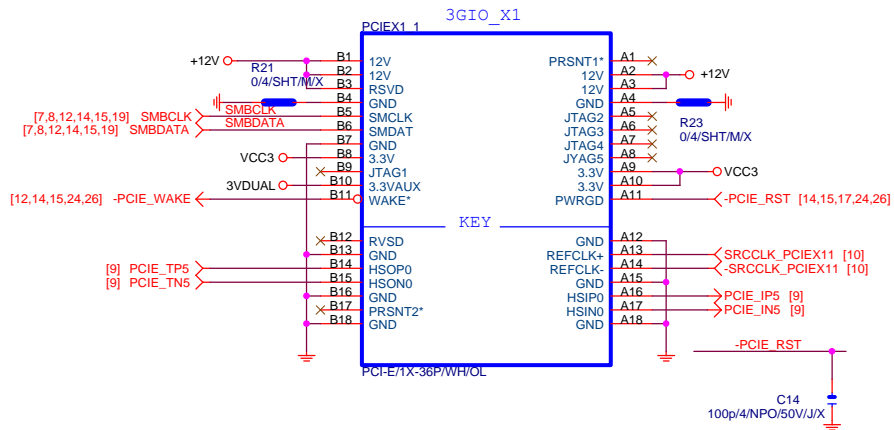 3GIO_X1
PCIEX1_1
+12V B1 12V PRSNT1* A1
R21 B2 12V 12V A2 +12V
0/4/SHT/M/X B3 RSVD 12V A3
B4 GND GND A4
[7,8,12,14,15,19] SMBCLK SMBCLK B5 SMCLK JTAG2 A5 R23
[7,8,12,14,15,19] SMBDATA SMBDATA B6 SMDAT JTAG3 A6 0/4/SHT/M/X
B7 GND JTAG4 A7
VCC3 B8 3.3V JYAG5 A8
B9 JTAG1 3.3V A9 VCC3
3VDUAL B10 3.3VAUX 3.3V A10
[12,14,15,24,26] -PCIE_WAKE B11 WAKE* PWRGD A11 -PCIE_RST [14,15,17,24,26]
KEY
B12 RVSD GND A12
B13 GND REFCLK+ A13 SRCCLK_PCIEX11 [10]
[9] PCIE_TP5 B14 HSOP0 REFCLK- A14 -SRCCLK_PCIEX11 [10]
[9] PCIE_TN5 B15 HSON0 GND A15
B16 GND HSIP0 A16 PCIE_IP5 [9]
B17 PRSNT2* HSIN0 A17 PCIE_IN5 [9]
B18 GND GND A18
-PCIE_RST
PCI-E/1X-36P/WH/OL
C14
100p/4/NPO/50V/J/X